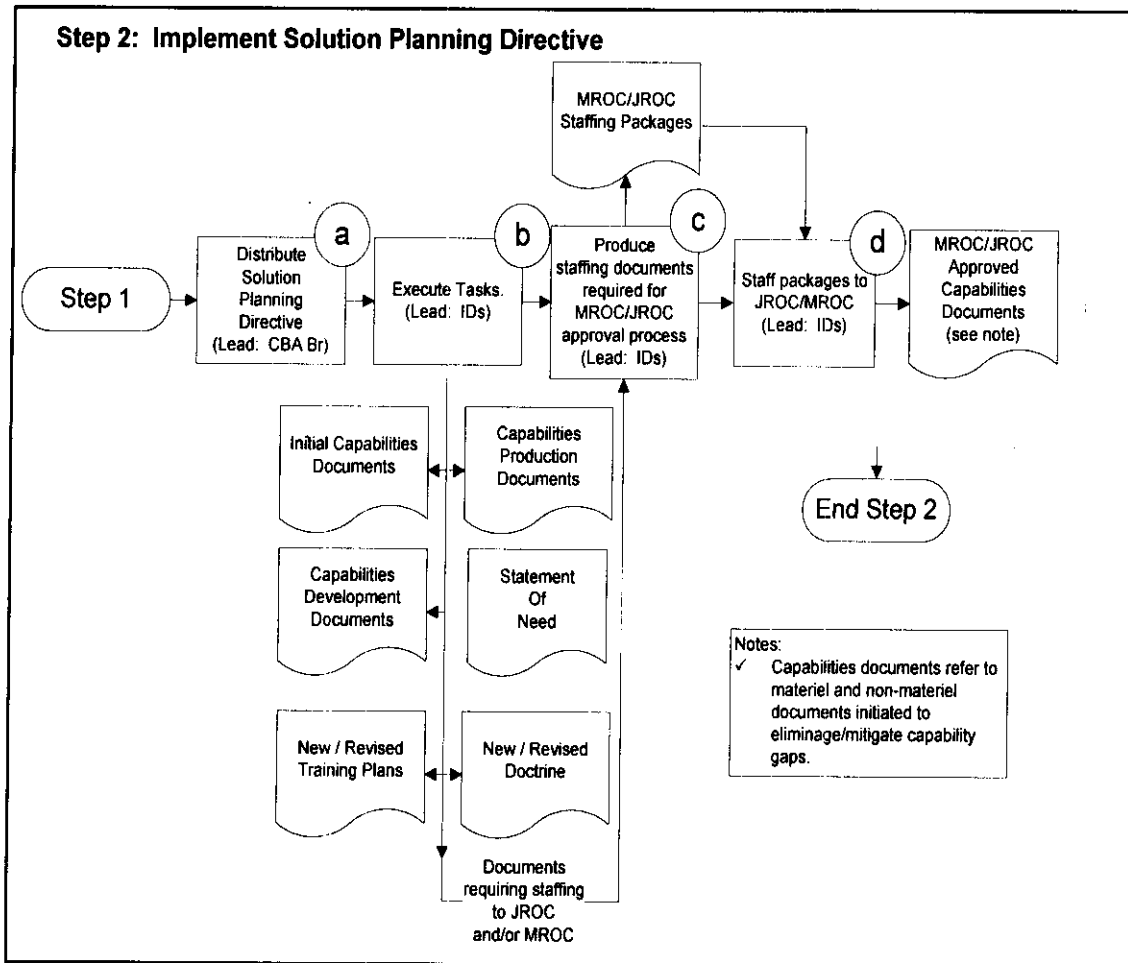 Step 2: Implement Solution Planning Directive
MROC/JROC
Staffing Packages
a
b
c
d
Step 1
Distribute
Solution
Planning
Directive
(Lead: CBA Br)
Execute Tasks.
(Lead: IDs)
Produce
staffing documents
required for
MROC/JROC
approval process
(Lead: IDs)
Staff packages to
JROC/MROC
(Lead: IDs)
MROC/JROC
Approved
Capabilities
Documents
(see note)
Initial Capabilities
Documents
Capabilities
Production
Documents
End Step 2
Capabilities
Development
Documents
Statement
Of
Need
Notes:
✓ Capabilities documents refer to
materiel and non-materiel
documents initiated to
eliminage/mitigate capability
gaps.
New / Revised
Training Plans
New / Revised
Doctrine
Documents
requiring staffing
to JROC
and/or MROC